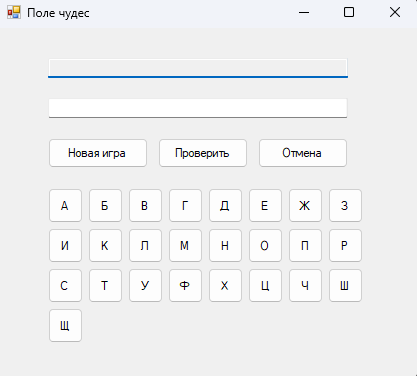 Поле чудес
Новая игра Проверить Отмена
А Б В Г Д Е Ж З
И К Л М Н О П Р
С Т У Ф Х Ц Ч Ш
Щ